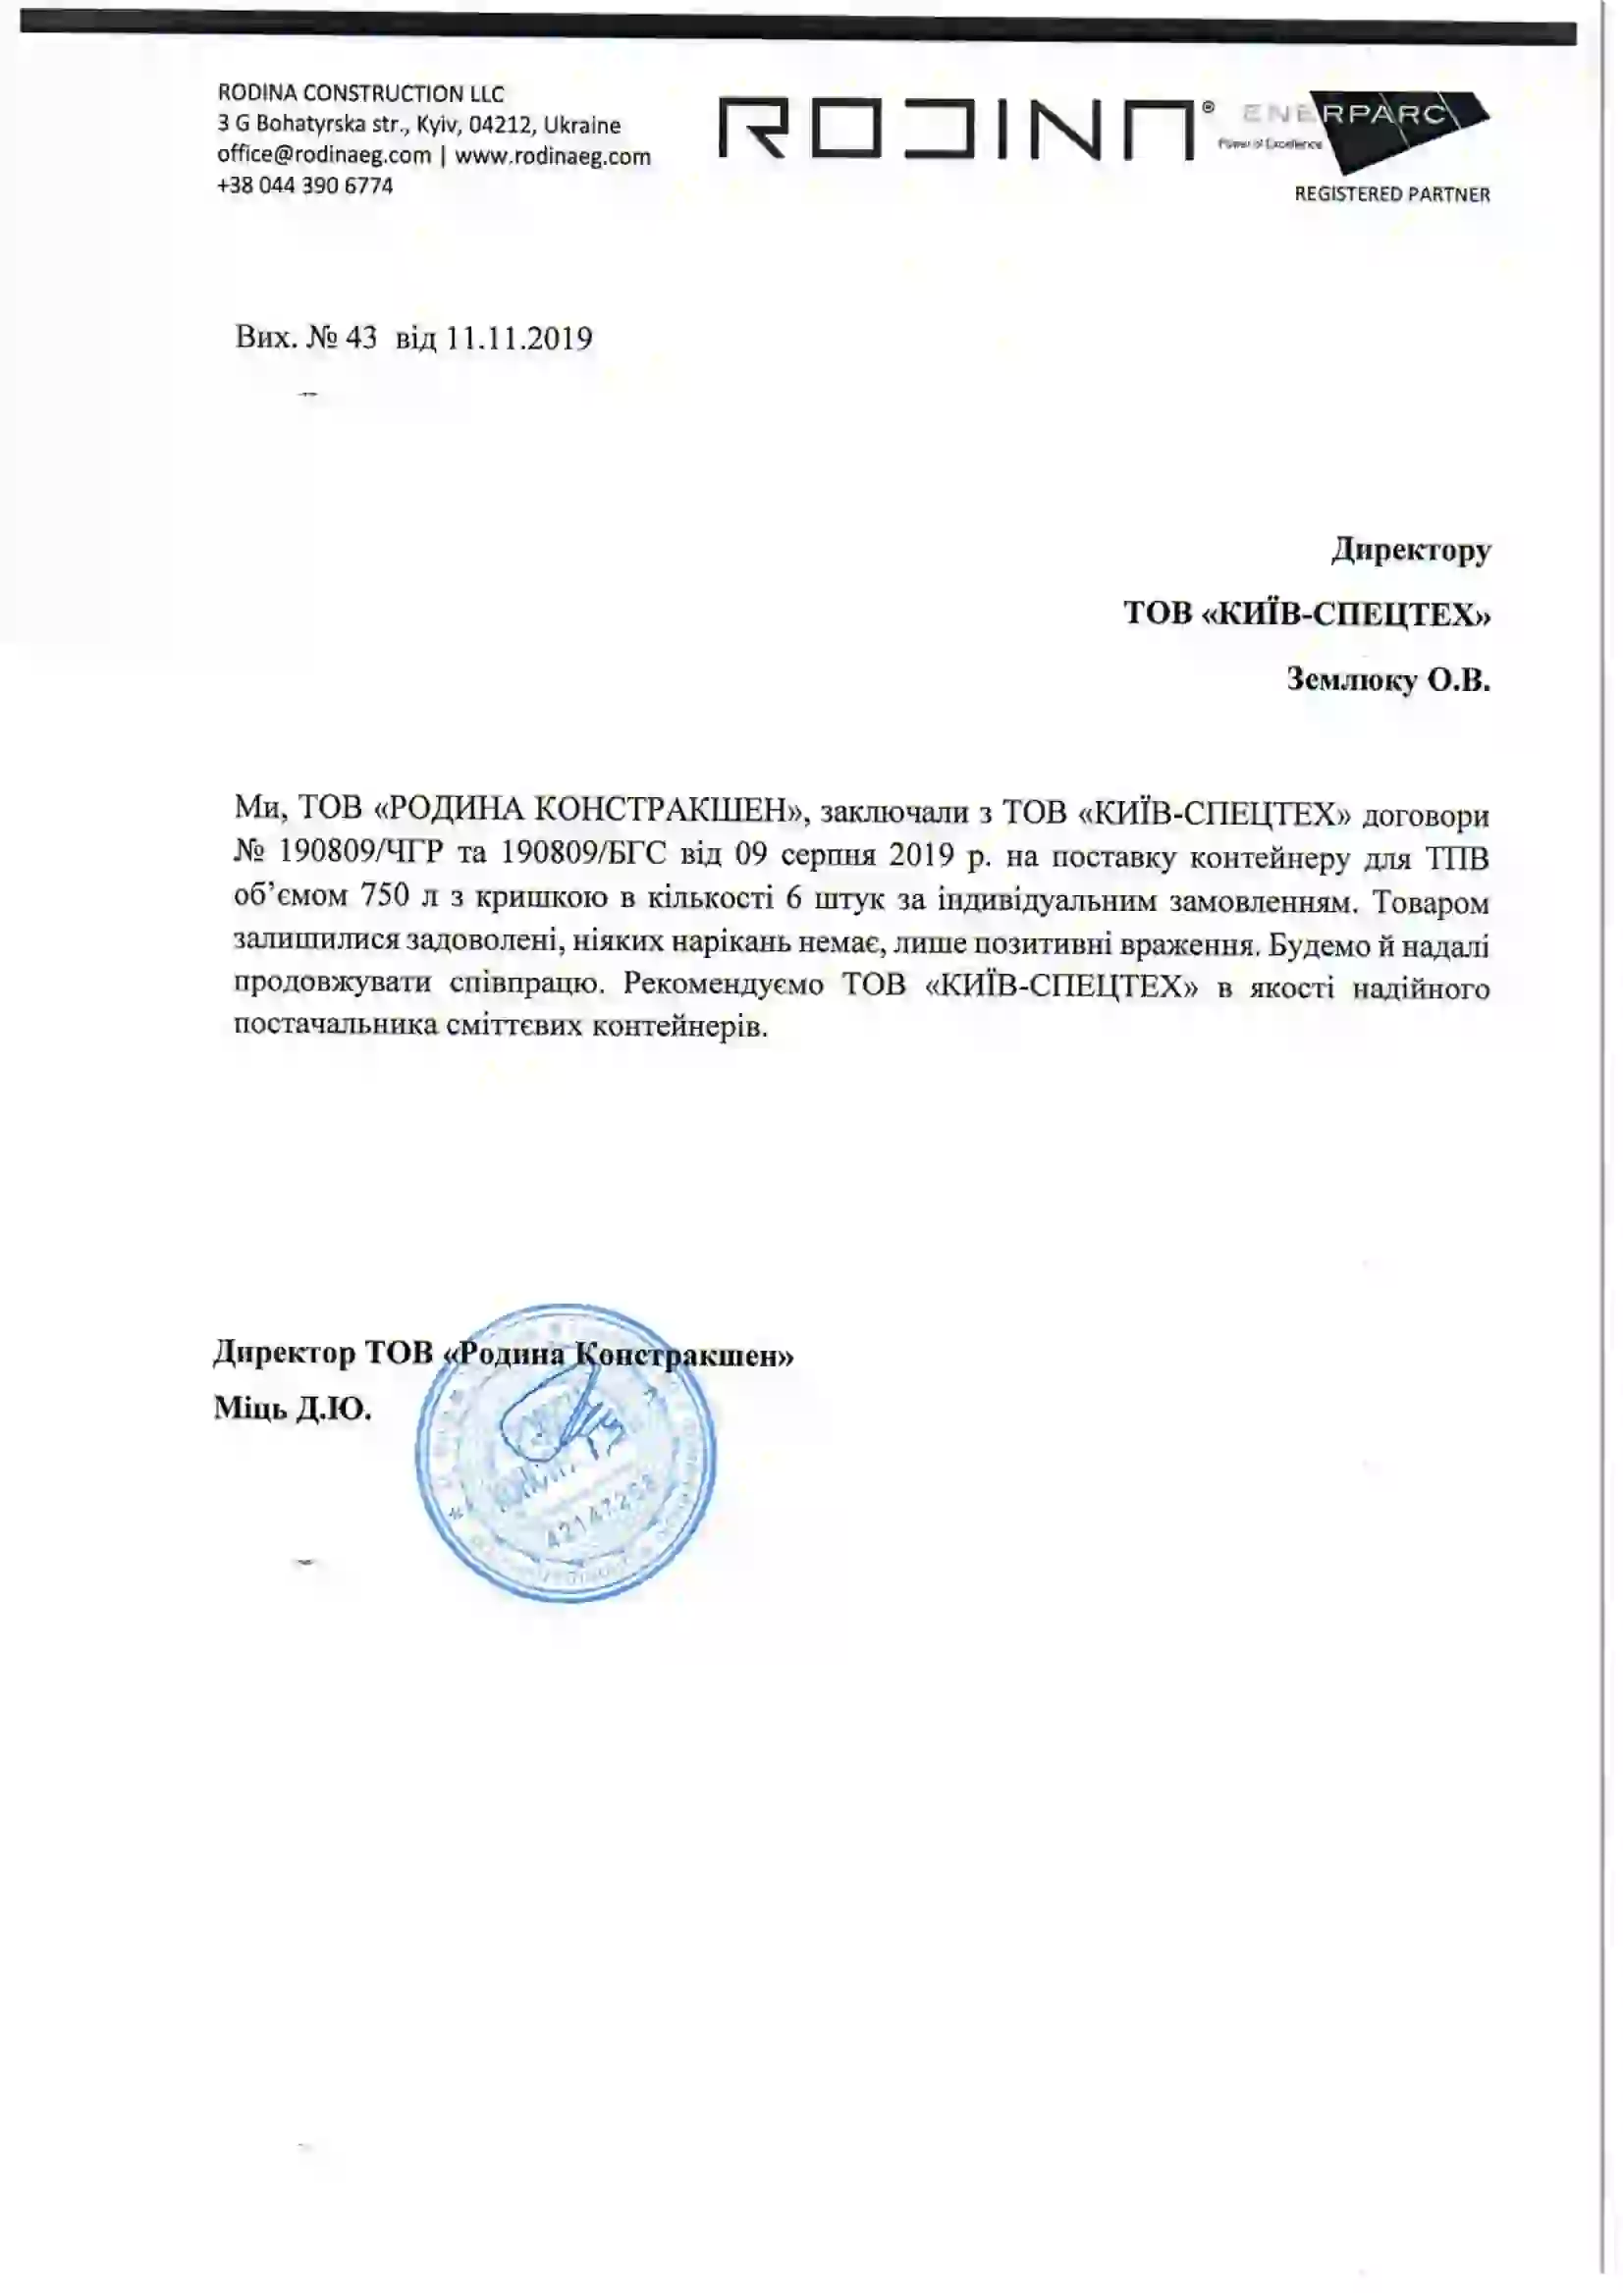 RODINA CONSTRUCTION LLC
3 G Bohatyrska str., Kyiv, 04212, Ukraine
office@rodinaeg.com | www.rodinaeg.com
+38 044 390 6774
RODINA®
ENERPARC
Power of Excellence
REGISTERED PARTNER
Вих. № 43 від 11.11.2019
Директору
ТОВ «КИЇВ-СПЕЦТЕХ»
Землюку О.В.
Ми, ТОВ «РОДИНА КОНСТРАКШЕН», заключали з ТОВ «КИЇВ-СПЕЦТЕХ» договори
№ 190809/ЧГР та 190809/БГС від 09 серпня 2019 р. на поставку контейнеру для ТПВ
об’ємом 750 л з кришкою в кількості 6 штук за індивідуальним замовленням. Товаром
залишилися задоволені, ніяких нарікань немає, лише позитивні враження. Будемо й надалі
продовжувати співпрацю. Рекомендуємо ТОВ «КИЇВ-СПЕЦТЕХ» в якості надійного
постачальника сміттєвих контейнерів.
Директор ТОВ «Родина Констракшен»
Міць Д.Ю.